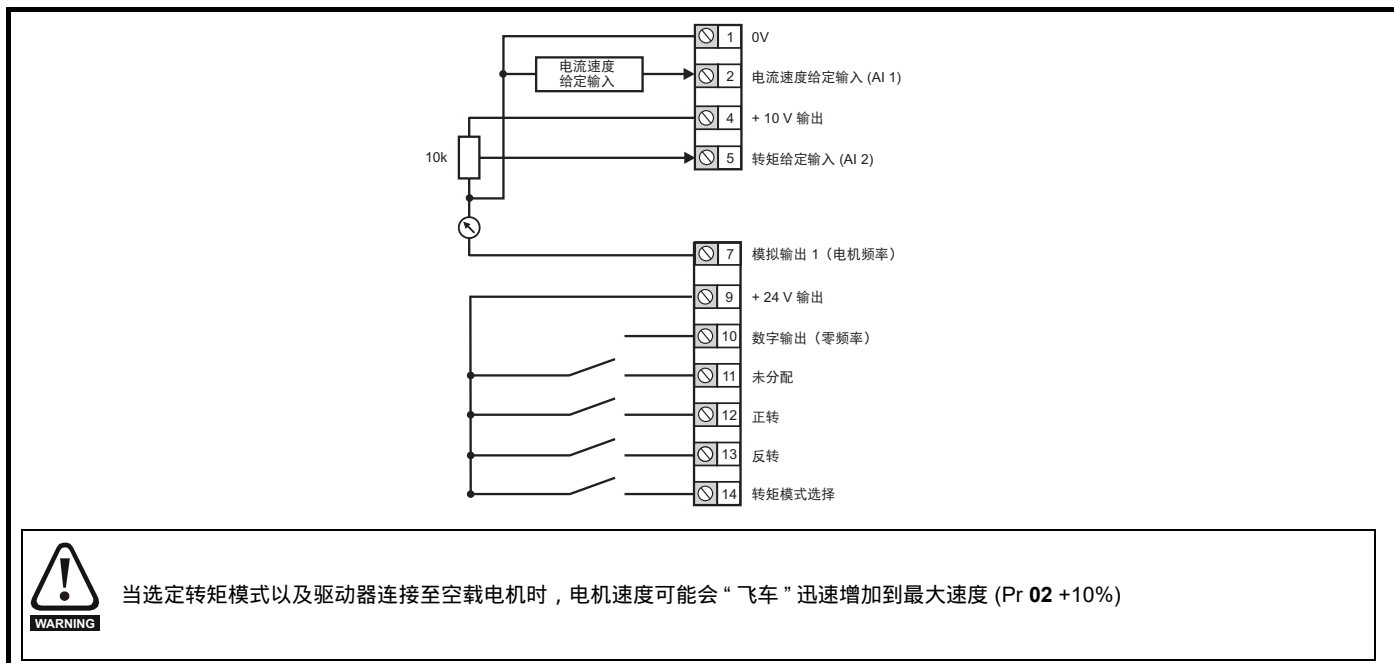 1 0V
电流速度
给定输入
2 电流速度给定输入 (AI 1)
4 + 10 V 输出
10k
5 转矩给定输入 (AI 2)
7 模拟输出 1（电机频率）
9 + 24 V 输出
10 数字输出（零频率）
11 未分配
12 正转
13 反转
14 转矩模式选择
WARNING
当选定转矩模式以及驱动器连接至空载电机时，电机速度可能会 “ 飞车 ” 迅速增加到最大速度 (Pr 02 +10%)